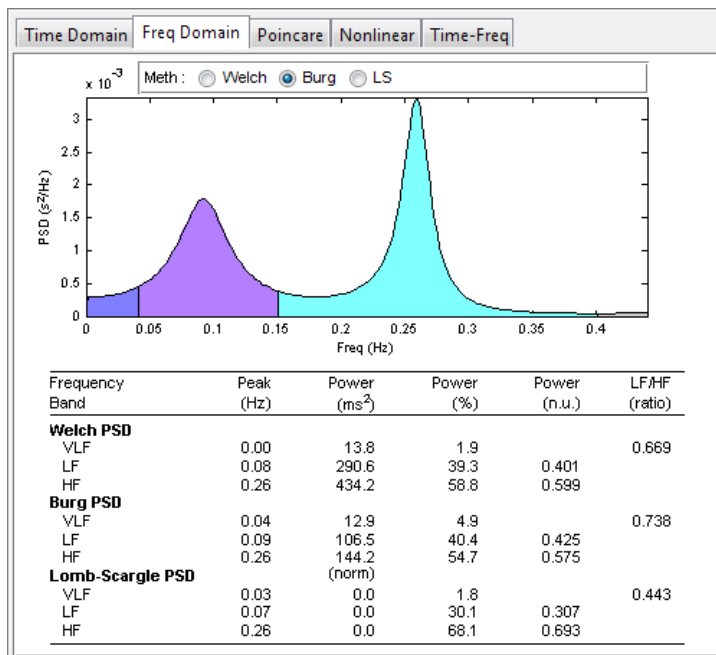 Time Domain Freq Domain Poincare Nonlinear Time-Freq
x 10^-3 Meth : Welch Burg LS
3
2.5
2
1.5
1
0.5
0
PSD (s²/Hz)
0 0.05 0.1 0.15 0.2 0.25 0.3 0.35 0.4
Freq (Hz)
Frequency Peak Power Power Power LF/HF
Band (Hz) (ms²) (%) (n.u.) (ratio)
Welch PSD
VLF 0.00 13.8 1.9 0.669
LF 0.08 290.6 39.3 0.401
HF 0.26 434.2 58.8 0.599
Burg PSD
VLF 0.04 12.9 4.9 0.738
LF 0.09 106.5 40.4 0.425
HF 0.26 144.2 54.7 0.575
Lomb-Scargle PSD (norm)
VLF 0.03 0.0 1.8 0.443
LF 0.07 0.0 30.1 0.307
HF 0.26 0.0 68.1 0.693